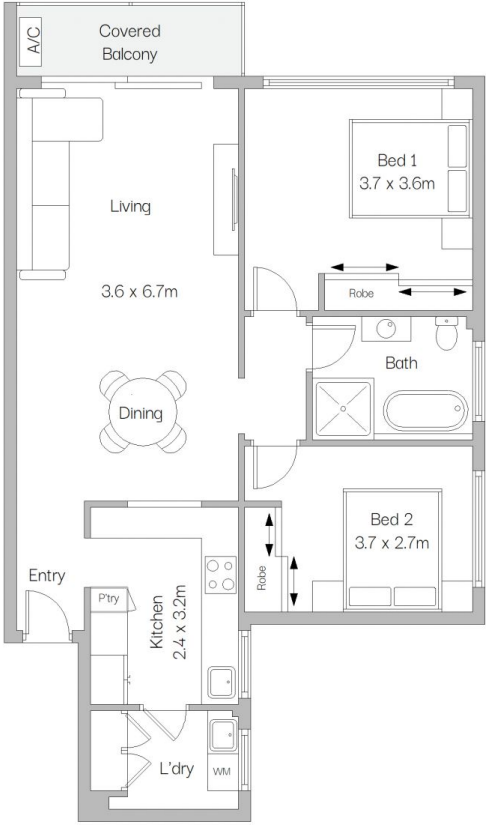 A/C
Covered
Balcony
Living
3.6 x 6.7m
Bed 1
3.7 x 3.6m
Robe
Bath
Dining
Bed 2
3.7 x 2.7m
Robe
Entry
P'try
Kitchen
2.4 x 3.2m
L'dry
WM